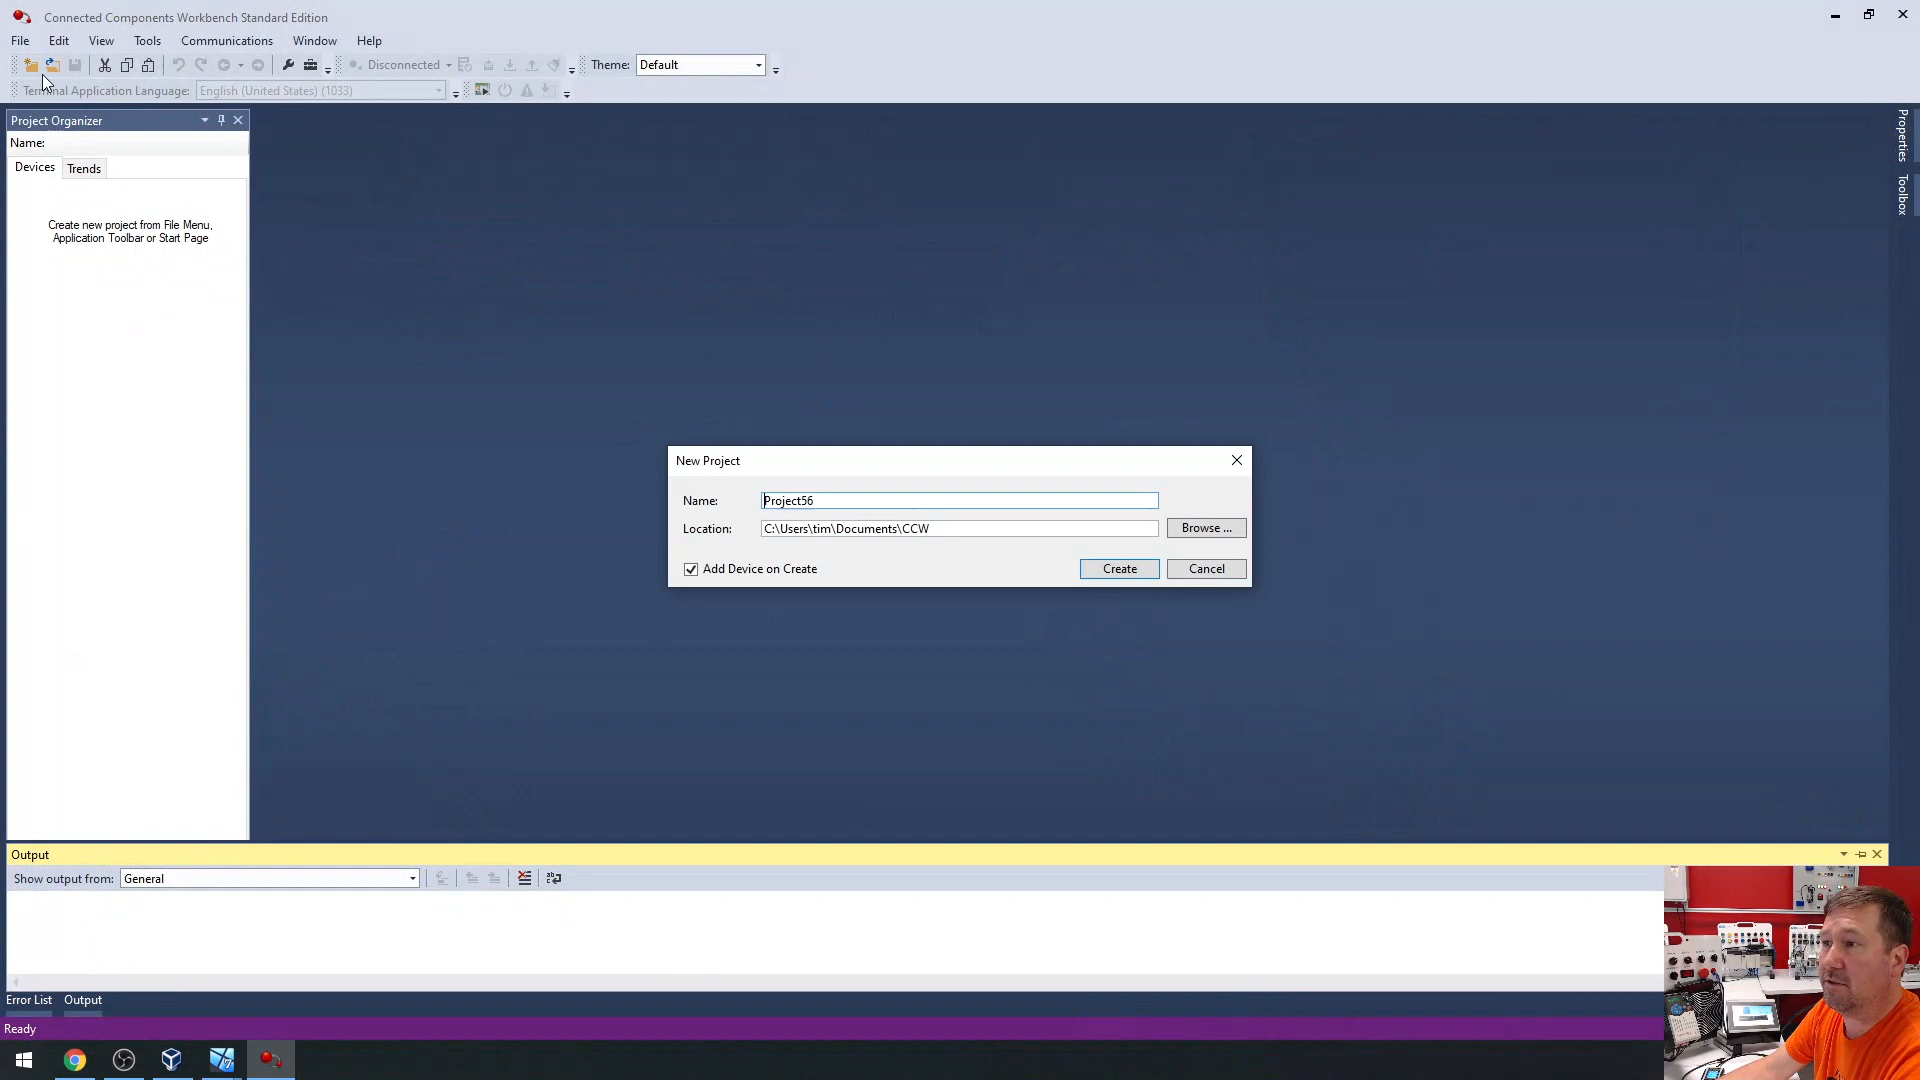 Connected Components Workbench Standard Edition
File Edit View Tools Communications Window Help
Disconnected Theme: Default
Terminal Application Language: English (United States) (1033)
Project Organizer
Name:
Devices Trends
Create new project from File Menu,
Application Toolbar or Start Page
Properties
Toolbox
New Project
Name: Project56
Location: C:\Users\tim\Documents\CCW Browse ...
Add Device on Create Create Cancel
Output
Show output from: General
Error List Output
Ready